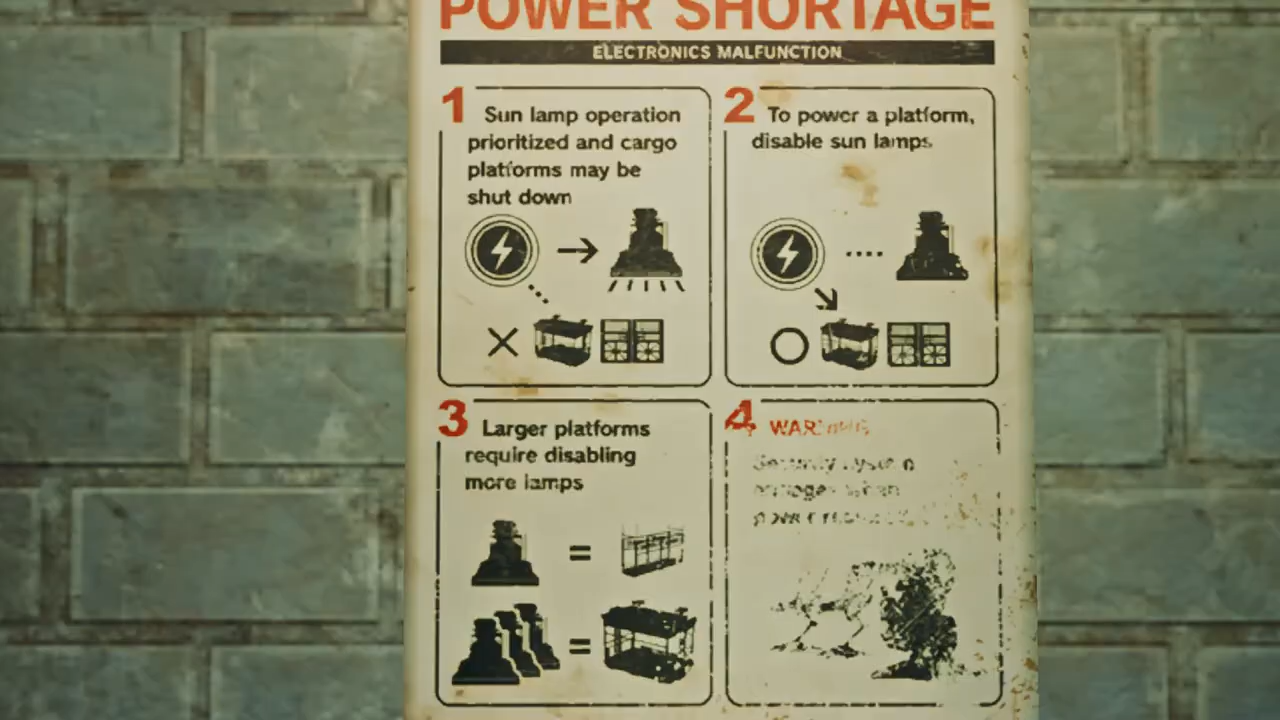 POWER SHORTAGE
ELECTRONICS MALFUNCTION
1 Sun lamp operation
prioritized and cargo
platforms may be
shut down
2 To power a platform,
disable sun lamps
3 Larger platforms
require disabling
more lamps
=
=
4 WARNING